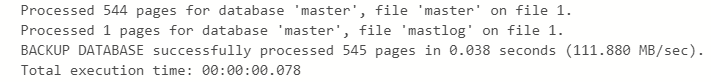 Processed 544 pages for database 'master', file 'master' on file 1.
Processed 1 pages for database 'master', file 'mastlog' on file 1.
BACKUP DATABASE successfully processed 545 pages in 0.038 seconds (111.880 MB/sec).
Total execution time: 00:00:00.078